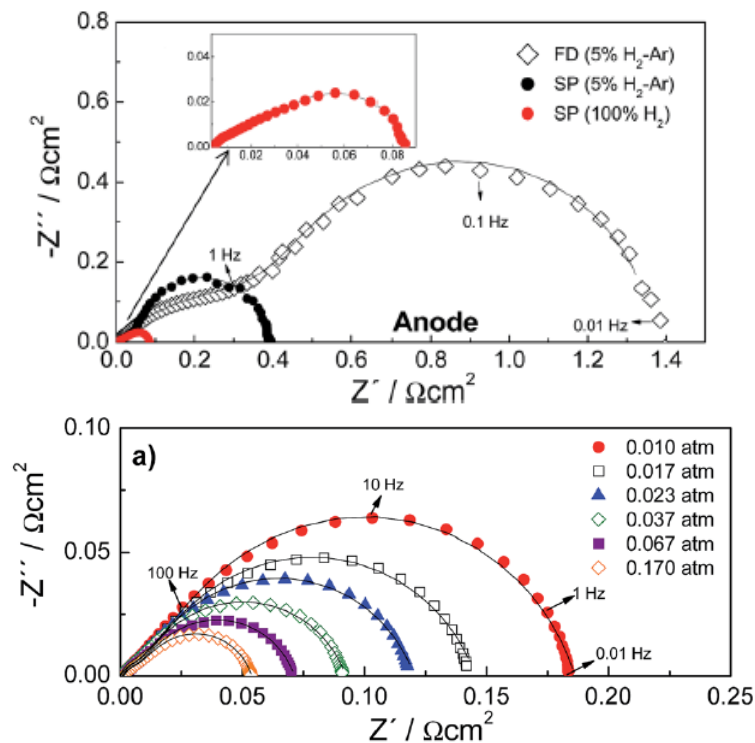 0.8
0.6
0.4
0.2
0.0
-Z´´ / Ωcm²
0.04
0.02
0.00
0.02 0.04 0.06 0.08
FD (5% H₂-Ar)
SP (5% H₂-Ar)
SP (100% H₂)
1 Hz
0.1 Hz
0.01 Hz
Anode
0.0 0.2 0.4 0.6 0.8 1.0 1.2 1.4
Z´ / Ωcm²
a)
0.10
0.05
0.00
-Z´´ / Ωcm²
10 Hz
100 Hz
1 Hz
0.01 Hz
0.010 atm
0.017 atm
0.023 atm
0.037 atm
0.067 atm
0.170 atm
0.00 0.05 0.10 0.15 0.20 0.25
Z´ / Ωcm²